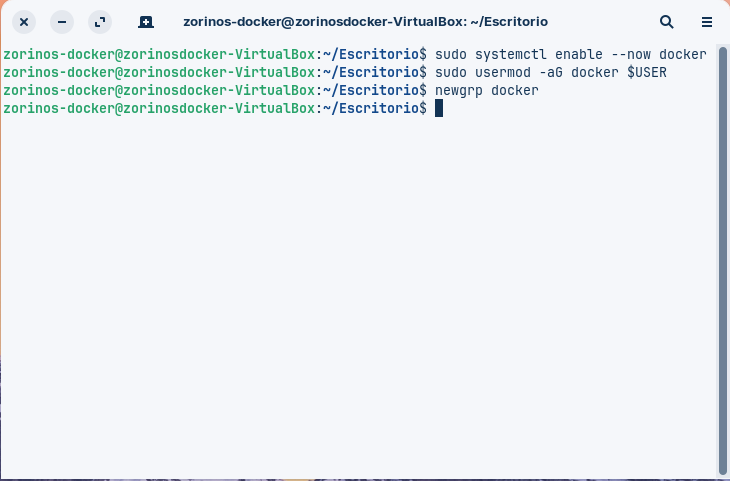 zorinos-docker@zorinosdocker-VirtualBox: ~/Escritorio
zorinos-docker@zorinosdocker-VirtualBox:~/Escritorio$ sudo systemctl enable --now docker
zorinos-docker@zorinosdocker-VirtualBox:~/Escritorio$ sudo usermod -aG docker $USER
zorinos-docker@zorinosdocker-VirtualBox:~/Escritorio$ newgrp docker
zorinos-docker@zorinosdocker-VirtualBox:~/Escritorio$